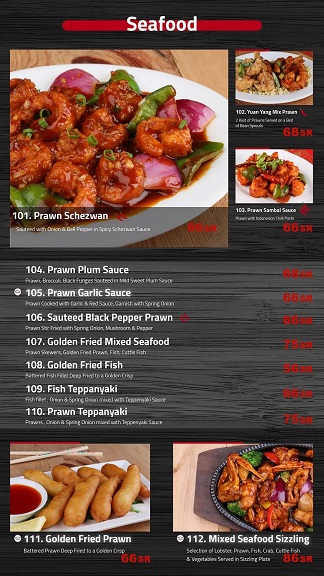 Seafood
101. Prawn Schezwan
Sauteed with Onion & Bell Pepper in Spicy Schezwan Sauce
102. Yuan Yang Mix Prawn
2 Kind of Prawns Served on a Bed
of Bean Sprouts
68SR
103. Prawn Sambal Sauce
Prawn with Indonesian Chili Paste
66SR
104. Prawn Plum Sauce
Prawn, Broccoli, Black Fungus Sauteed in Mild Sweet Plum Sauce
105. Prawn Garlic Sauce
66SR
Prawn Cooked with Garlic & Red Sauce, Garnish with Spring Onion
106. Sauteed Black Pepper Prawn
Prawn Stir Fried with Spring Onion, Mushroom & Pepper
107. Golden Fried Mixed Seafood
Prawn Skewers, Golden Fried Prawn, Fish, Cuttle Fish
108. Golden Fried Fish
Battered Fish Fillet Deep Fried to a Golden Crisp
109. Fish Teppanyaki
Fish fillet, Onion & Spring Onion mixed with Teppenyaki Sauce
110. Prawn Teppanyaki
Prawns, Onion & Spring Onion mixed with Teppenyaki Sauce
111. Golden Fried Prawn
Battered Prawn Deep Fried to a Golden Crisp
66SR
112. Mixed Seafood Sizzling
Selection of Lobster, Prawn, Fish, Crab, Cuttle Fish
& Vegetables Served in Sizzling Plate
86SR